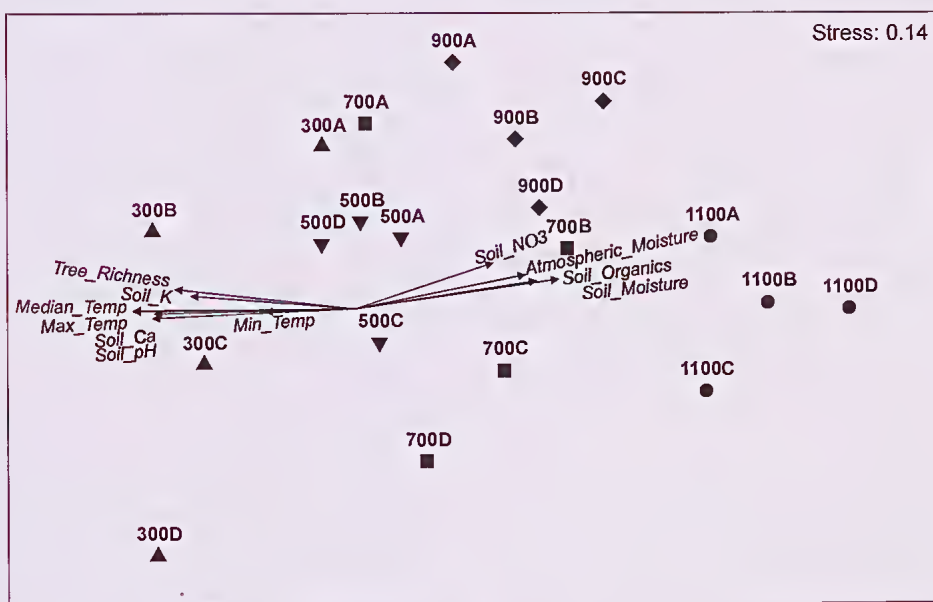 Stress: 0.14
900A
900C
700A
300A
900B
900D
300B
500B
500D
500A
700B
1100A
Soil_NO3
Atmospheric_Moisture
Tree_Richness
Soil_Organics
Soil_K
Soil_Moisture
1100B
1100D
Median_Temp
Min_Temp
Max_Temp
500C
Soil_Ca
Soil_pH
300C
700C
1100C
700D
300D